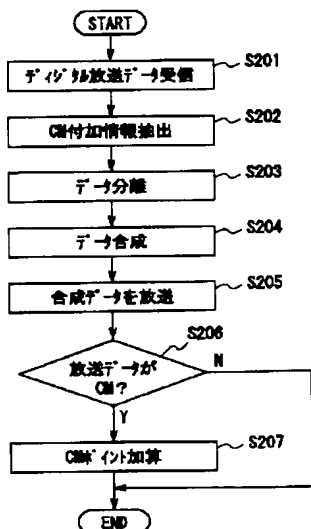 START
ディジタル放送データ受信
S201
CM付加情報抽出
S202
データ分離
S203
データ合成
S204
合成データを放送
S205
放送データが
CM？
S206
N
Y
CMポイント加算
S207
END